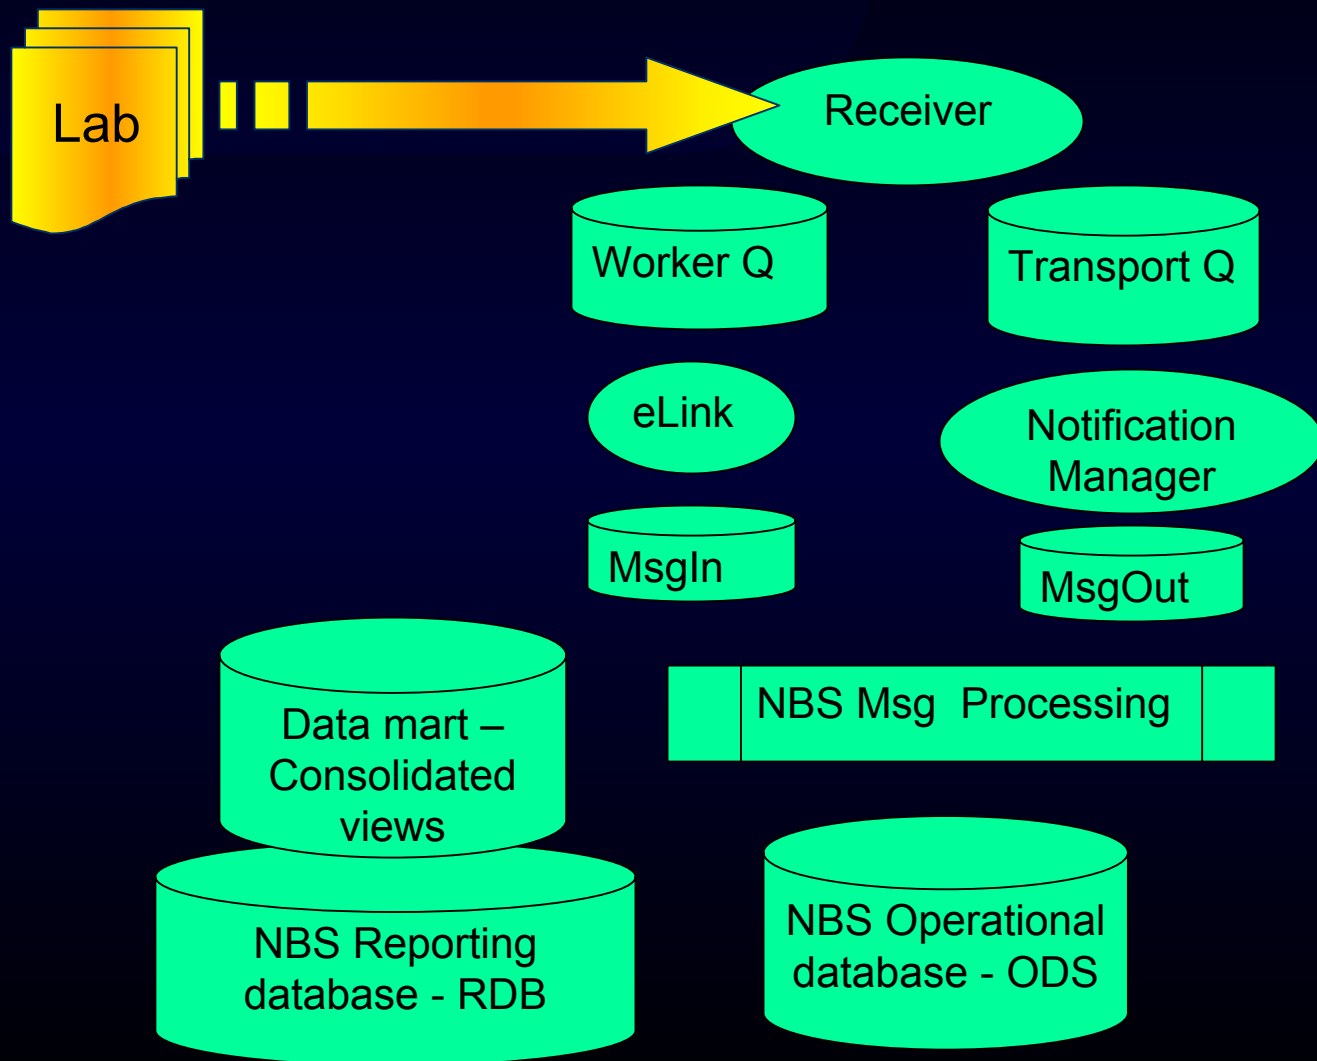 Lab
Receiver
Worker Q
Transport Q
eLink
Notification
Manager
MsgIn
MsgOut
Data mart –
Consolidated
views
NBS Msg  Processing
NBS Reporting
database - RDB
NBS Operational
database - ODS